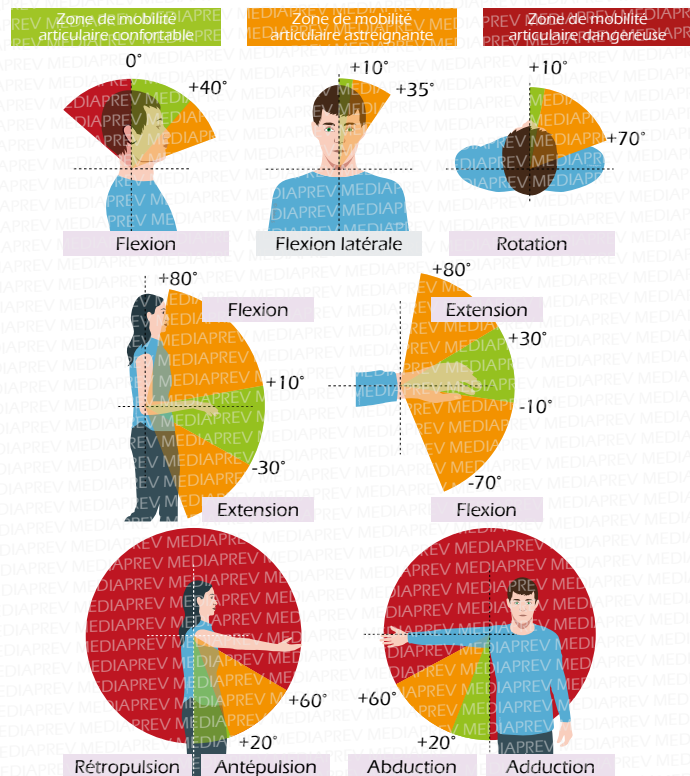 Zone de mobilité
articulaire confortable
Zone de mobilité
articulaire astreignante
Zone de mobilité
articulaire dangereuse
0°
+40°
+10°
+35°
+10°
+70°
Flexion
Flexion latérale
Rotation
+80°
Flexion
+10°
-30°
Extension
+80°
Extension
+30°
-10°
-70°
Flexion
+60°
+20°
Rétropulsion
Antépulsion
+60°
+20°
Abduction
Adduction
MEDIAPREV